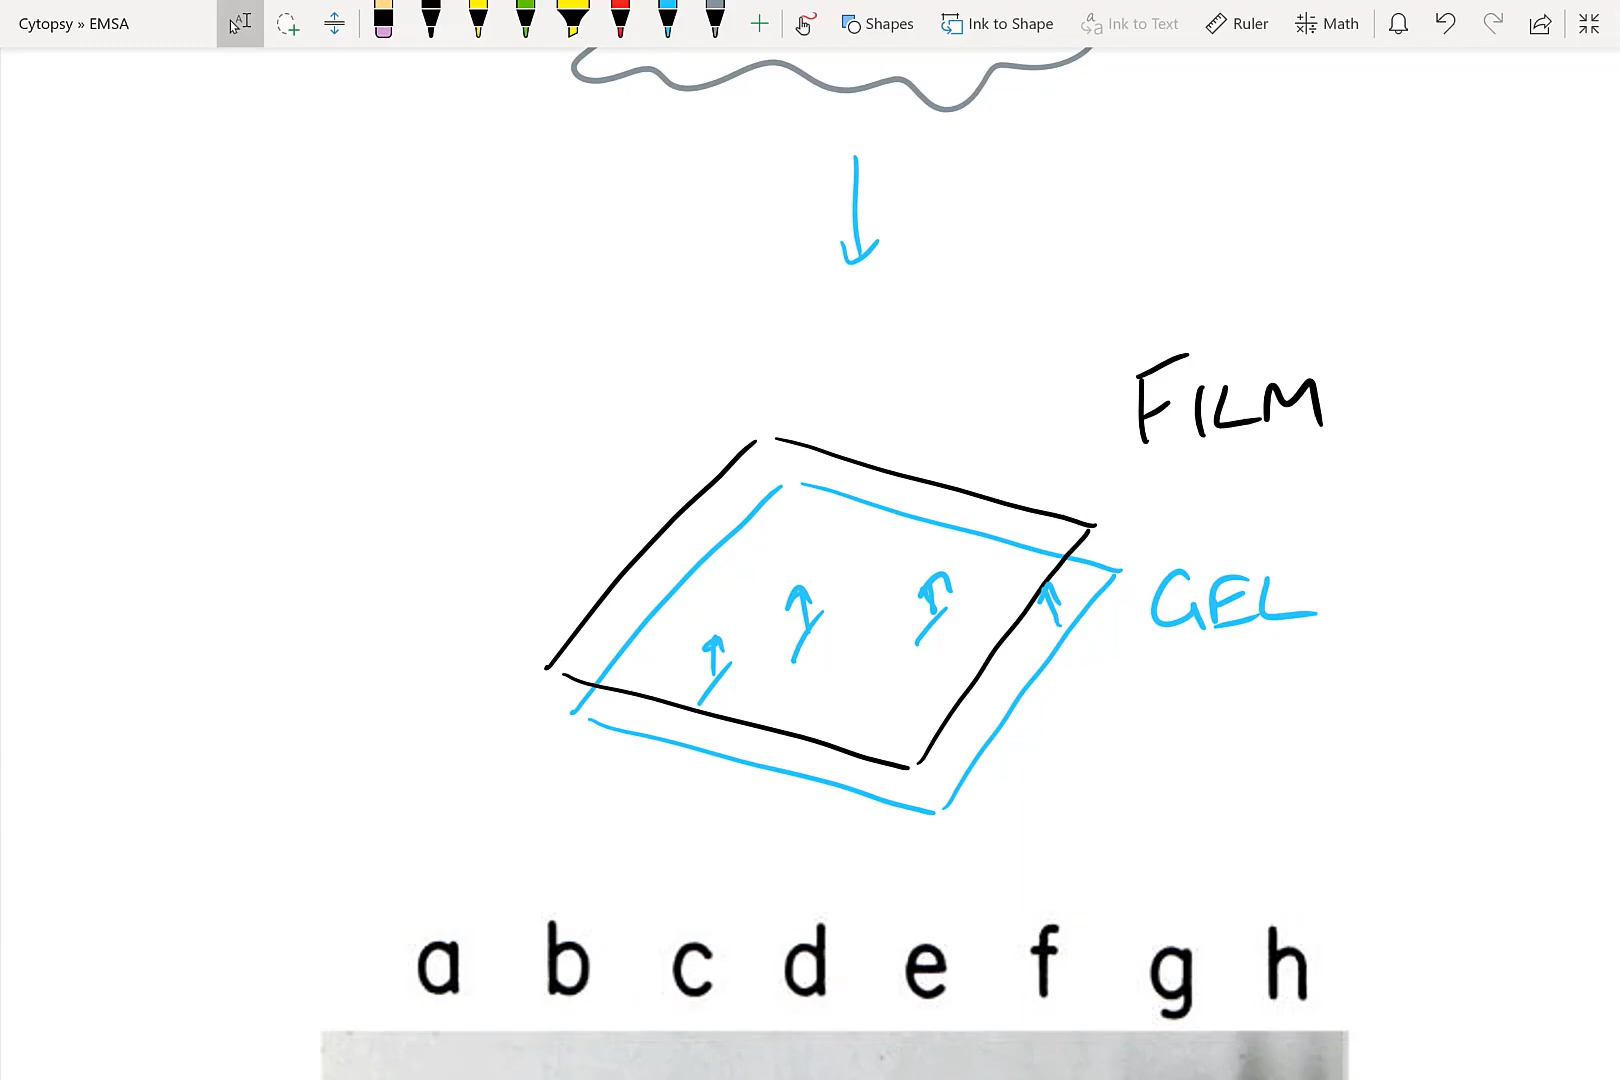 Cytopsy » EMSA
Shapes
Ink to Shape
Ink to Text
Ruler
Math
FILM
GEL
a b c d e f g h